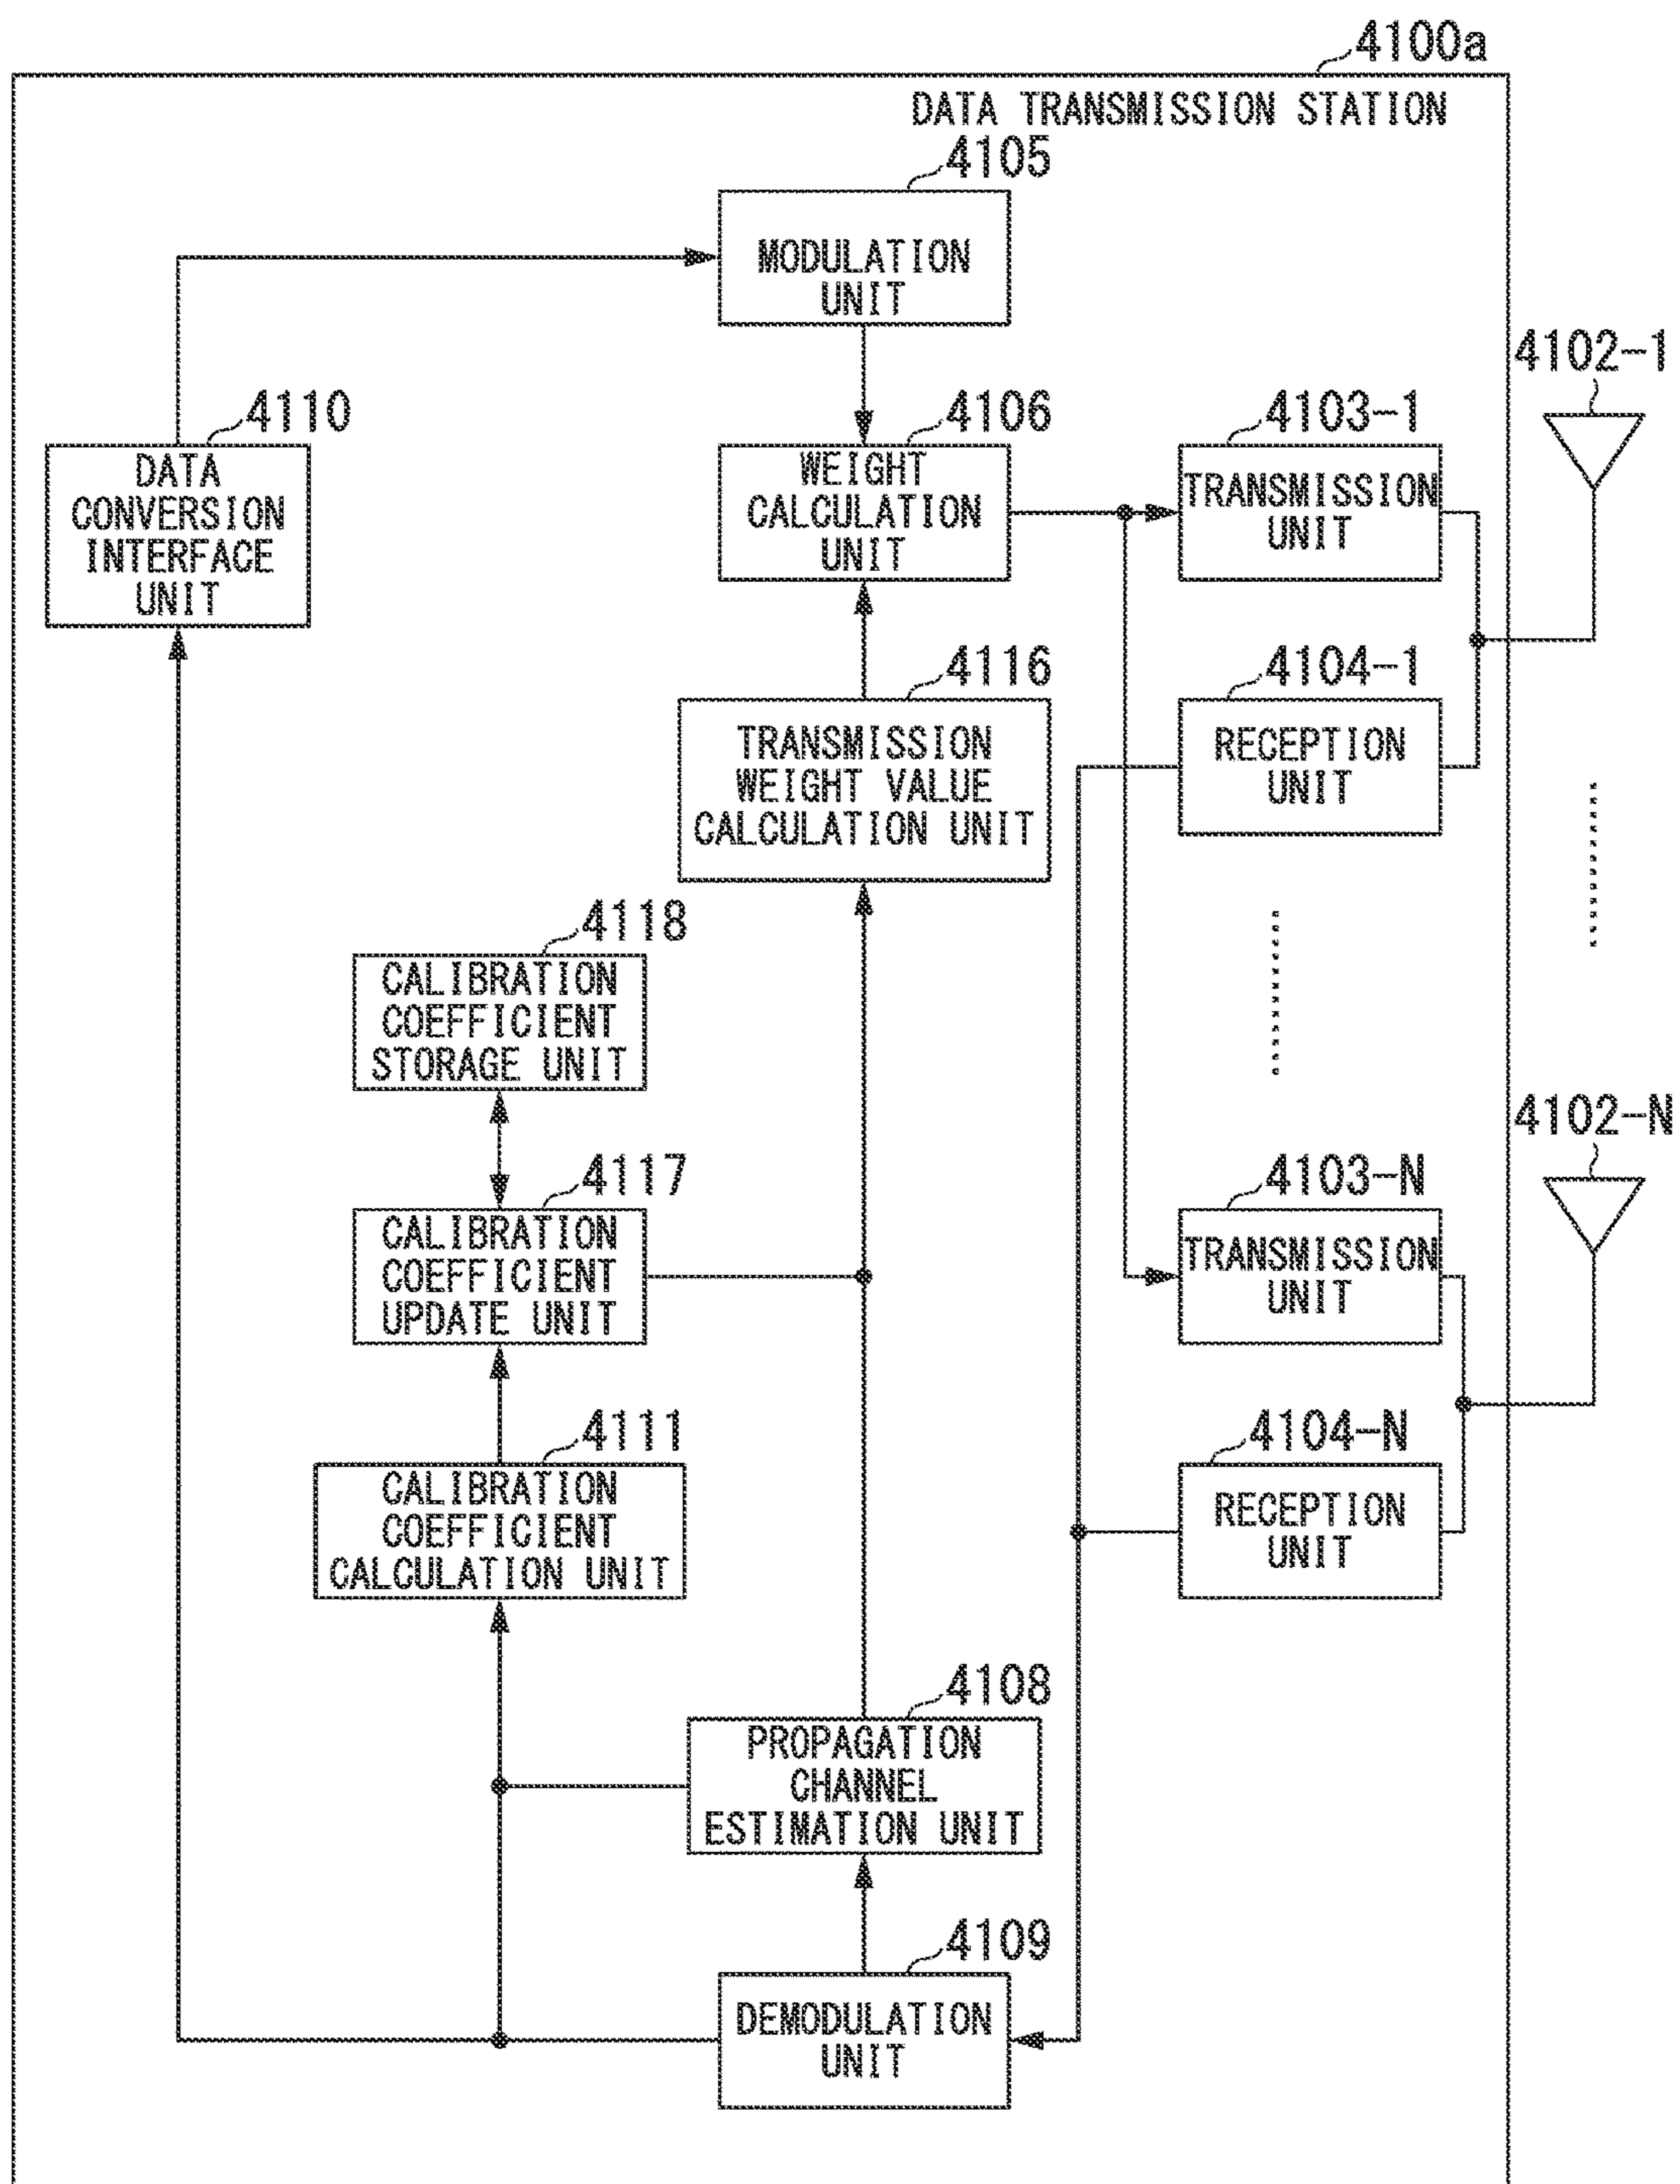 4100a
DATA TRANSMISSION STATION
4105
MODULATION
UNIT
4102-1
4110
DATA
CONVERSION
INTERFACE
UNIT
4106
WEIGHT
CALCULATION
UNIT
4103-1
TRANSMISSION
UNIT
4116
TRANSMISSION
WEIGHT VALUE
CALCULATION UNIT
4104-1
RECEPTION
UNIT
4118
CALIBRATION
COEFFICIENT
STORAGE UNIT
4102-N
4117
CALIBRATION
COEFFICIENT
UPDATE UNIT
4103-N
TRANSMISSION
UNIT
4111
CALIBRATION
COEFFICIENT
CALCULATION UNIT
4104-N
RECEPTION
UNIT
4108
PROPAGATION
CHANNEL
ESTIMATION UNIT
4109
DEMODULATION
UNIT